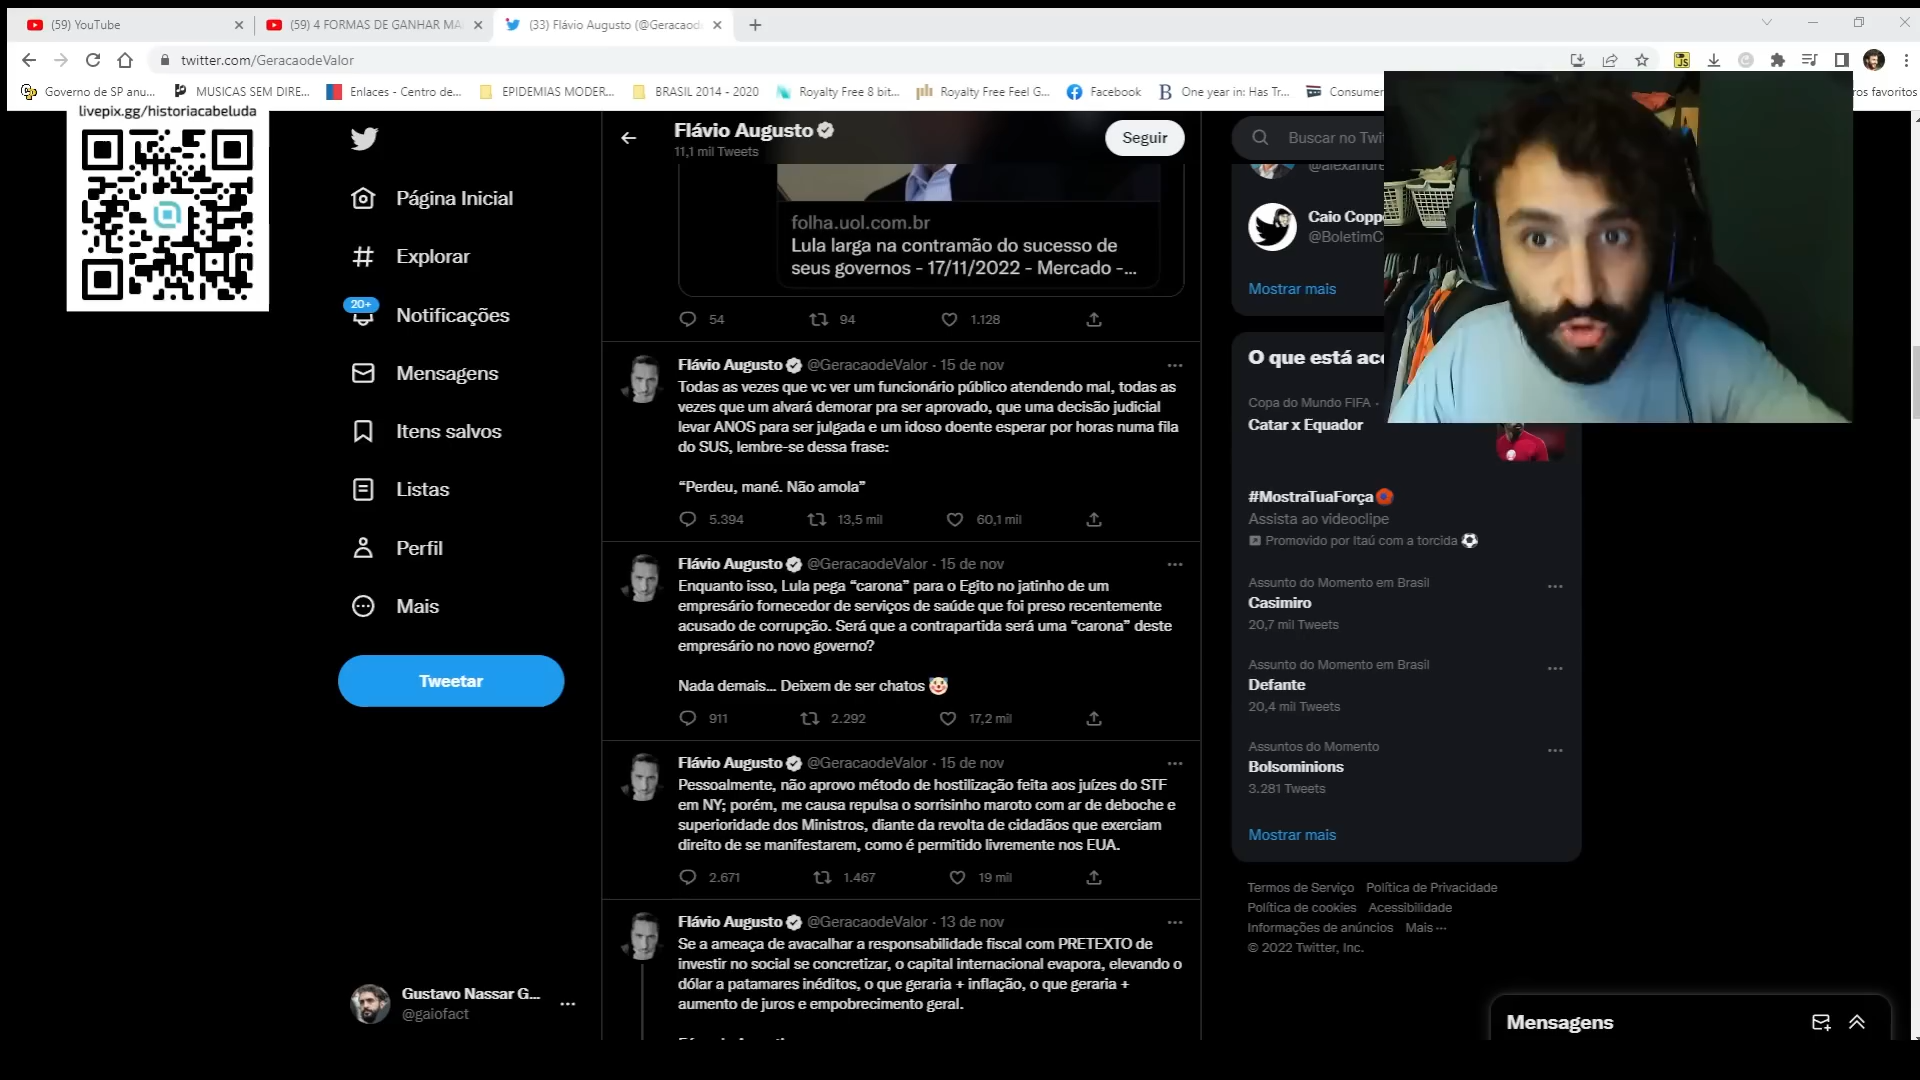 (59) YouTube
(59) 4 FORMAS DE GANHAR MA
(33) Flávio Augusto (@Geracaod
twitter.com/GeracaodeValor
Governo de SP anu...
MUSICAS SEM DIRE...
Enlaces - Centro de...
EPIDEMIAS MODER...
BRASIL 2014 - 2020
Royalty Free 8 bit...
Royalty Free Feel G...
Facebook
One year in: Has Tr...
Consumer
ros favoritos
livepix.gg/historiacabeluda
Página Inicial
Explorar
20+
Notificações
Mensagens
Itens salvos
Listas
Perfil
Mais
Tweetar
Gustavo Nassar G...
@gaiofact
Flávio Augusto
11,1 mil Tweets
Seguir
folha.uol.com.br
Lula larga na contramão do sucesso de
seus governos - 17/11/2022 - Mercado -...
54 94 1.128
Flávio Augusto @GeracaodeValor · 15 de nov
Todas as vezes que vc ver um funcionário público atendendo mal, todas as
vezes que um alvará demorar pra ser aprovado, que uma decisão judicial
levar ANOS para ser julgada e um idoso doente esperar por horas numa fila
do SUS, lembre-se dessa frase:
“Perdeu, mané. Não amola”
5.394 13,5 mil 60,1 mil
Flávio Augusto @GeracaodeValor · 15 de nov
Enquanto isso, Lula pega “carona” para o Egito no jatinho de um
empresário fornecedor de serviços de saúde que foi preso recentemente
acusado de corrupção. Será que a contrapartida será uma “carona” deste
empresário no novo governo?
Nada demais... Deixem de ser chatos 🤡
911 2.292 17,2 mil
Flávio Augusto @GeracaodeValor · 15 de nov
Pessoalmente, não aprovo método de hostilização feita aos juízes do STF
em NY; porém, me causa repulsa o sorrisinho maroto com ar de deboche e
superioridade dos Ministros, diante da revolta de cidadãos que exerciam
direito de se manifestarem, como é permitido livremente nos EUA.
2.671 1.467 19 mil
Flávio Augusto @GeracaodeValor · 13 de nov
Se a ameaça de avacalhar a responsabilidade fiscal com PRETEXTO de
investir no social se concretizar, o capital internacional evapora, elevando o
dólar a patamares inéditos, o que geraria + inflação, o que geraria +
aumento de juros e empobrecimento geral.
Buscar no Twi
@alexandre
Caio Copp
@BoletimC
Mostrar mais
O que está ac
Copa do Mundo FIFA ·
Catar x Equador
#MostraTuaForça
Assista ao videoclipe
Promovido por Itaú com a torcida ⚽
Assunto do Momento em Brasil
Casimiro
20,7 mil Tweets
Assunto do Momento em Brasil
Defante
20,4 mil Tweets
Assuntos do Momento
Bolsominions
3.281 Tweets
Mostrar mais
Termos de Serviço Política de Privacidade
Política de cookies Acessibilidade
Informações de anúncios Mais ···
© 2022 Twitter, Inc.
Mensagens